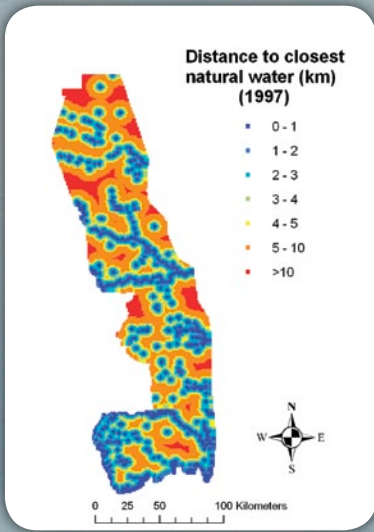 Distance to closest
natural water (km)
(1997)
0 - 1
1 - 2
2 - 3
3 - 4
4 - 5
5 - 10
>10
N
W E
S
0 25 50 100 Kilometers